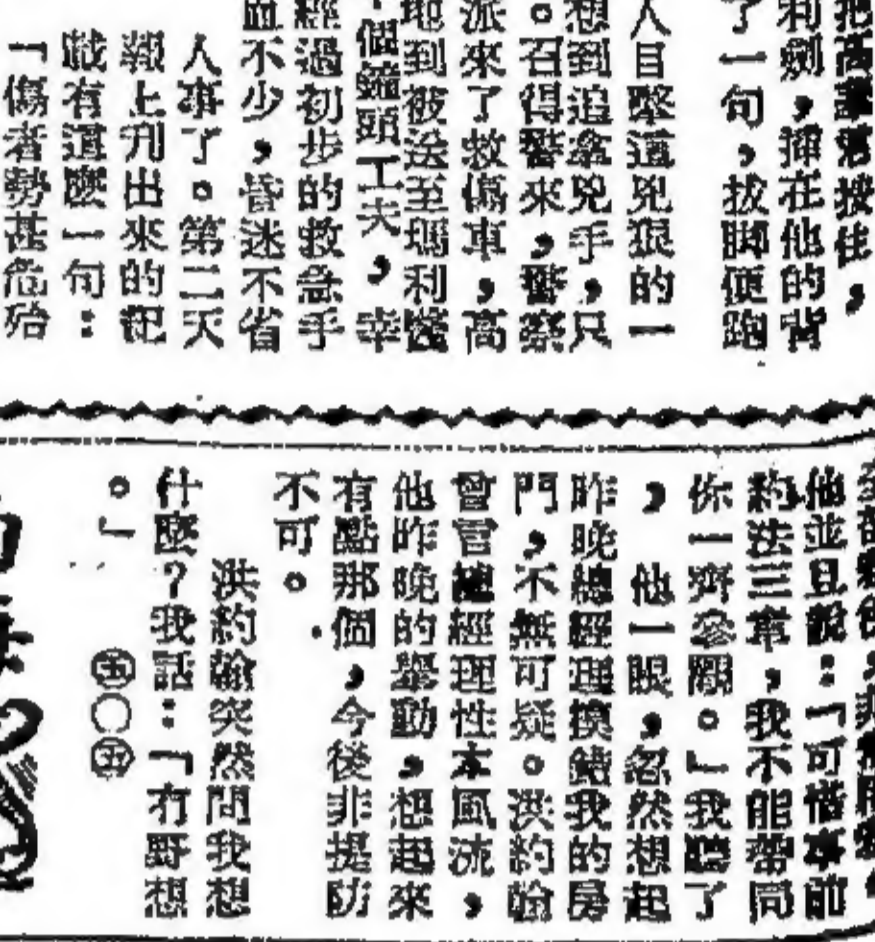 按住，
利劍，揮在他的背
了一句，拔脚便跑
人目擊這兇狠的一
想到追拿兇手，只
。召得警來，警察
派來了救傷車，高
地到被送至瑪利醫
個鐘頭工夫，幸
經過初步的救急手
血不少，昏迷不省
人事了。第二天
報上刋出來的記
載有這麼一句：
「傷者勢甚危殆
他並且說：「可惜事前
約法三章，我不能帶同
你一齊參觀。」我聽了
，他一眼，忽然想起
昨晚總經理摸錯我的房
門，不無可疑。洪約翰
曾言總經理性本風流，
他昨晚的舉動，想起來
有點那個，今後非提防
不可。
洪約翰突然問我想
什麼？我話：「冇野想
。」 ㊄〇㊄